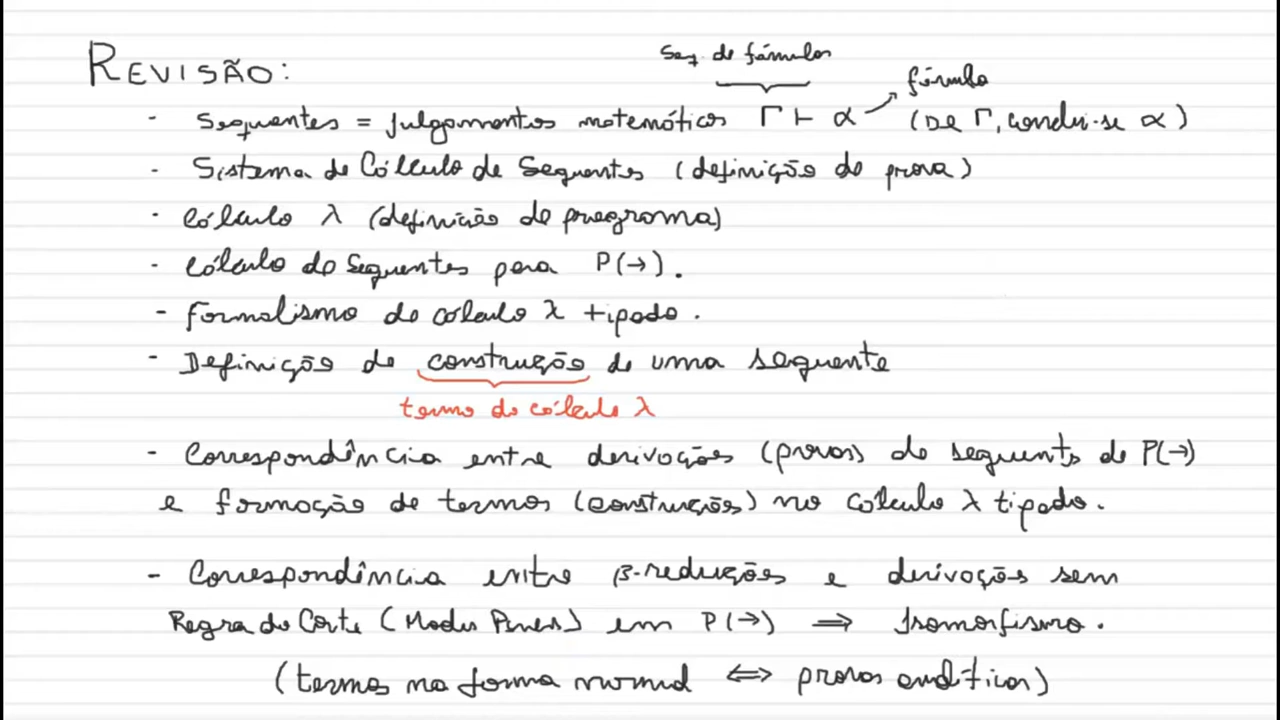 REVISÃO:
Seq. de fórmulas
fórmula
- Sequentes = julgamentos matemáticos Γ ⊢ α (De Γ, conclui-se α)
- Sistema de Cálculo de Sequentes (definição de prova)
- Cálculo λ (definição de programa)
- Cálculo de Sequentes para P(→).
- Formalismo do cálculo λ tipado.
- Definição de construção de uma sequente
termo do cálculo λ
- Correspondência entre derivações (provas) de sequents de P(→)
e formação de termos (construções) no cálculo λ tipado.
- Correspondência entre β-reduções e derivações sem
Regra do Corte (Modus Ponens) em P(→) ⟹ Isomorfismo.
(termos na forma normal ⟺ provas analíticas)